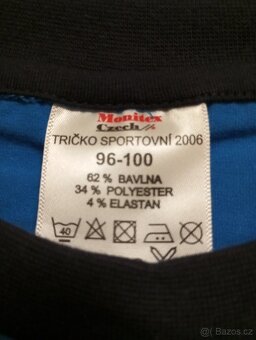 Monitex
Czech
TRIČKO SPORTOVNÍ 2006
96-100
62 % BAVLNA
34 % POLYESTER
4 % ELASTAN
40
Bazos.cz